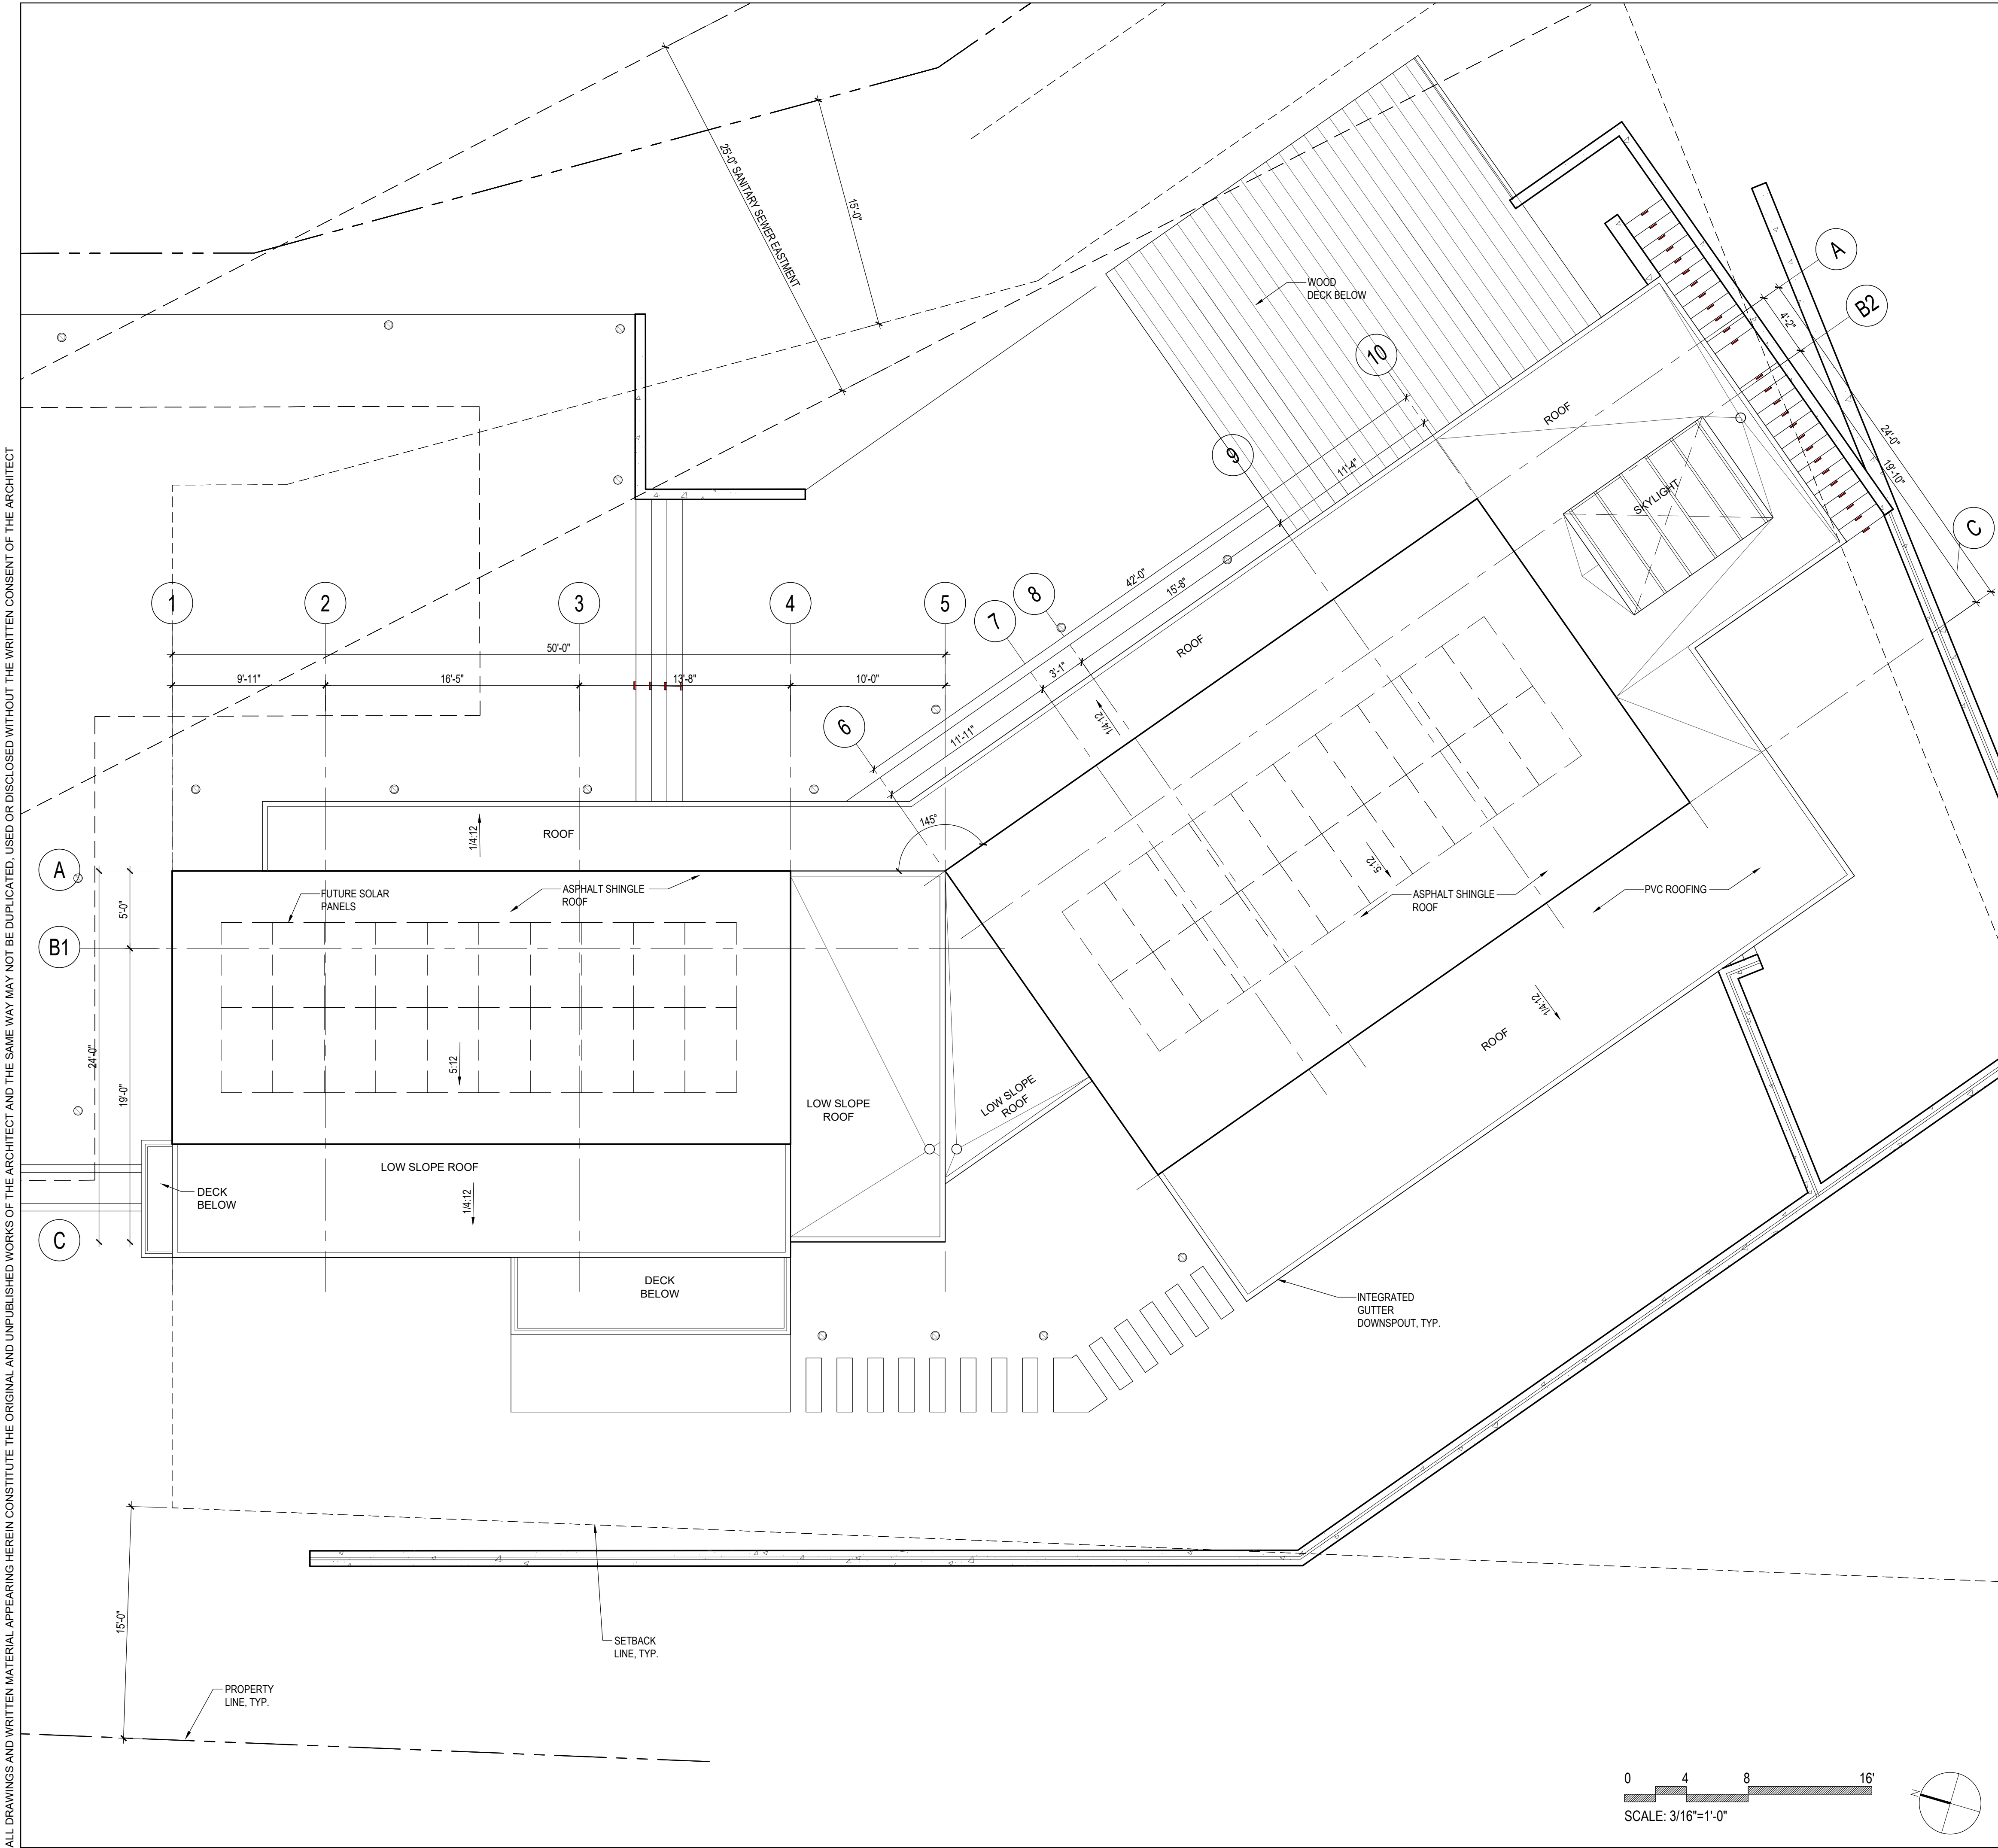 ALL DRAWINGS AND WRITTEN MATERIAL APPEARING HEREIN CONSTITUTE THE ORIGINAL AND UNPUBLISHED WORKS OF THE ARCHITECT AND THE SAME WAY MAY NOT BE DUPLICATED, USED OR DISCLOSED WITHOUT THE WRITTEN CONSENT OF THE ARCHITECT
25'-0" SANITARY SEWER EASTMENT
15'-0"
WOOD
DECK BELOW
A
B2
4'-2"
24'-0"
19'-10"
C
10
9
8
7
6
11'-4"
42'-0"
15'-8"
3'-1"
11'-11"
ROOF
SKYLIGHT
ROOF
1
2
3
4
5
50'-0"
9'-11"
16'-5"
13'-8"
10'-0"
145°
1/4:12
ROOF
1/4:12
A
B1
C
5'-0"
24'-0"
19'-0"
FUTURE SOLAR
PANELS
ASPHALT SHINGLE
ROOF
5:12
5:12
ASPHALT SHINGLE
ROOF
PVC ROOFING
LOW SLOPE
ROOF
LOW SLOPE
ROOF
1/4:12
ROOF
LOW SLOPE ROOF
1/4:12
DECK
BELOW
DECK
BELOW
INTEGRATED
GUTTER
DOWNSPOUT, TYP.
15'-0"
SETBACK
LINE, TYP.
PROPERTY
LINE, TYP.
0 4 8 16'
SCALE: 3/16"=1'-0"
N